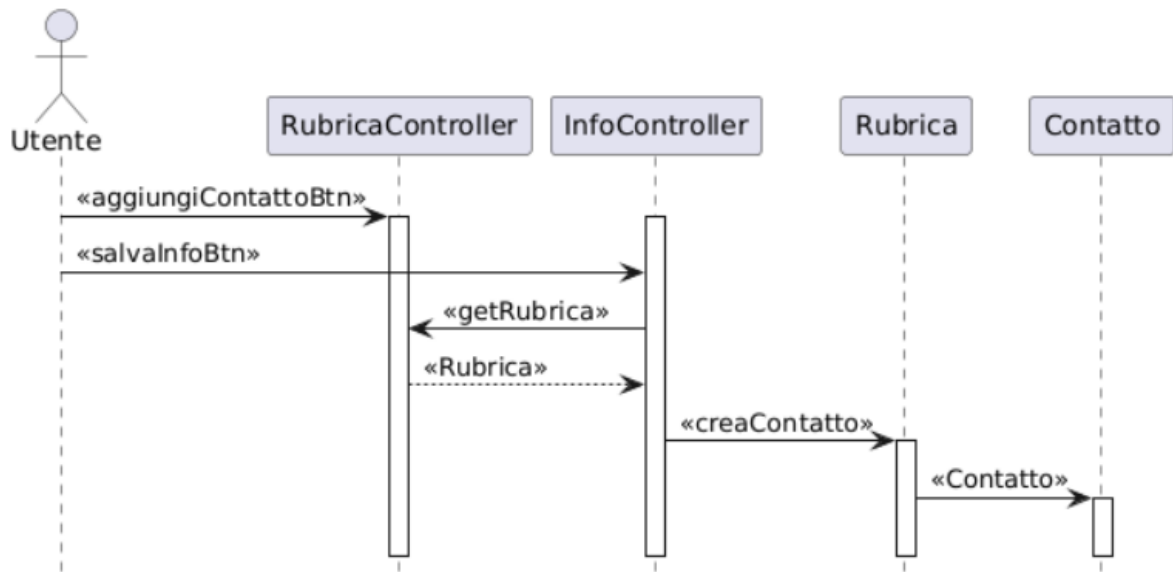 Utente
RubricaController
InfoController
Rubrica
Contatto
«aggiungiContattoBtn»
«salvaInfoBtn»
«getRubrica»
«Rubrica»
«creaContatto»
«Contatto»